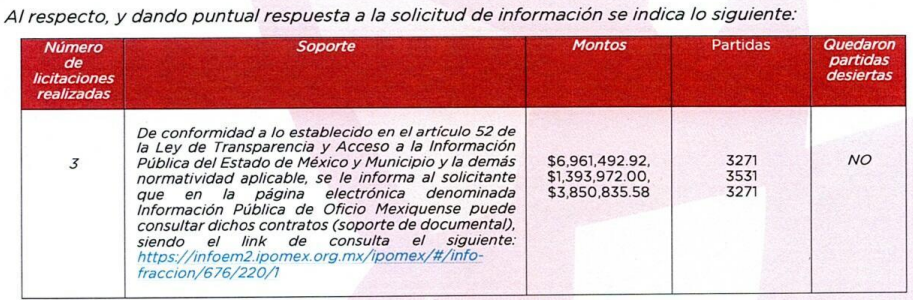 Al respecto, y dando puntual respuesta a la solicitud de información se indica lo siguiente:
Número de licitaciones realizadas
Soporte
Montos
Partidas
Quedaron partidas desiertas
3
De conformidad a lo establecido en el artículo 52 de
la Ley de Transparencia y Acceso a la Información
Pública del Estado de México y Municipio y la demás
normatividad aplicable, se le informa al solicitante
que en la página electrónica denominada
Información Pública de Oficio Mexiquense puede
consultar dichos contratos (soporte de documental),
siendo el link de consulta el siguiente:
https://infoem2.ipomex.org.mx/ipomex/#/info-
fraccion/676/220/1
$6,961,492.92,
$1,393,972.00,
$3,850,835.58
3271
3531
3271
NO